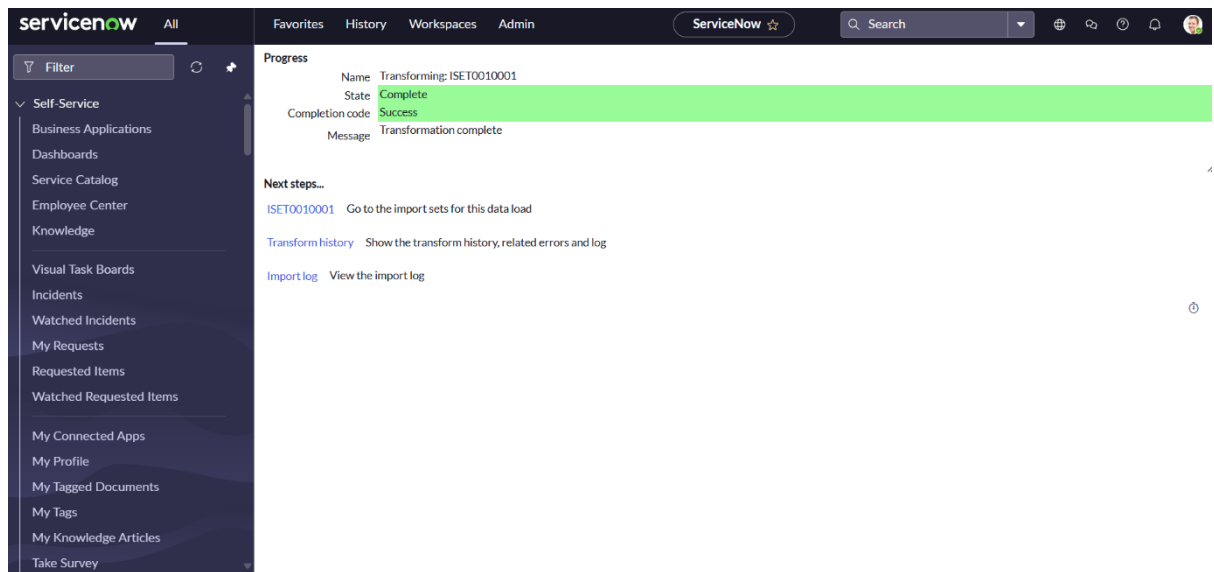 servicenow All Favorites History Workspaces Admin ServiceNow Search
Filter
Self-Service
Business Applications
Dashboards
Service Catalog
Employee Center
Knowledge
Visual Task Boards
Incidents
Watched Incidents
My Requests
Requested Items
Watched Requested Items
My Connected Apps
My Profile
My Tagged Documents
My Tags
My Knowledge Articles
Take Survey
Progress
Name Transforming: ISET0010001
State Complete
Completion code Success
Message Transformation complete
Next steps...
ISET0010001 Go to the import sets for this data load
Transform history Show the transform history, related errors and log
Import log View the import log